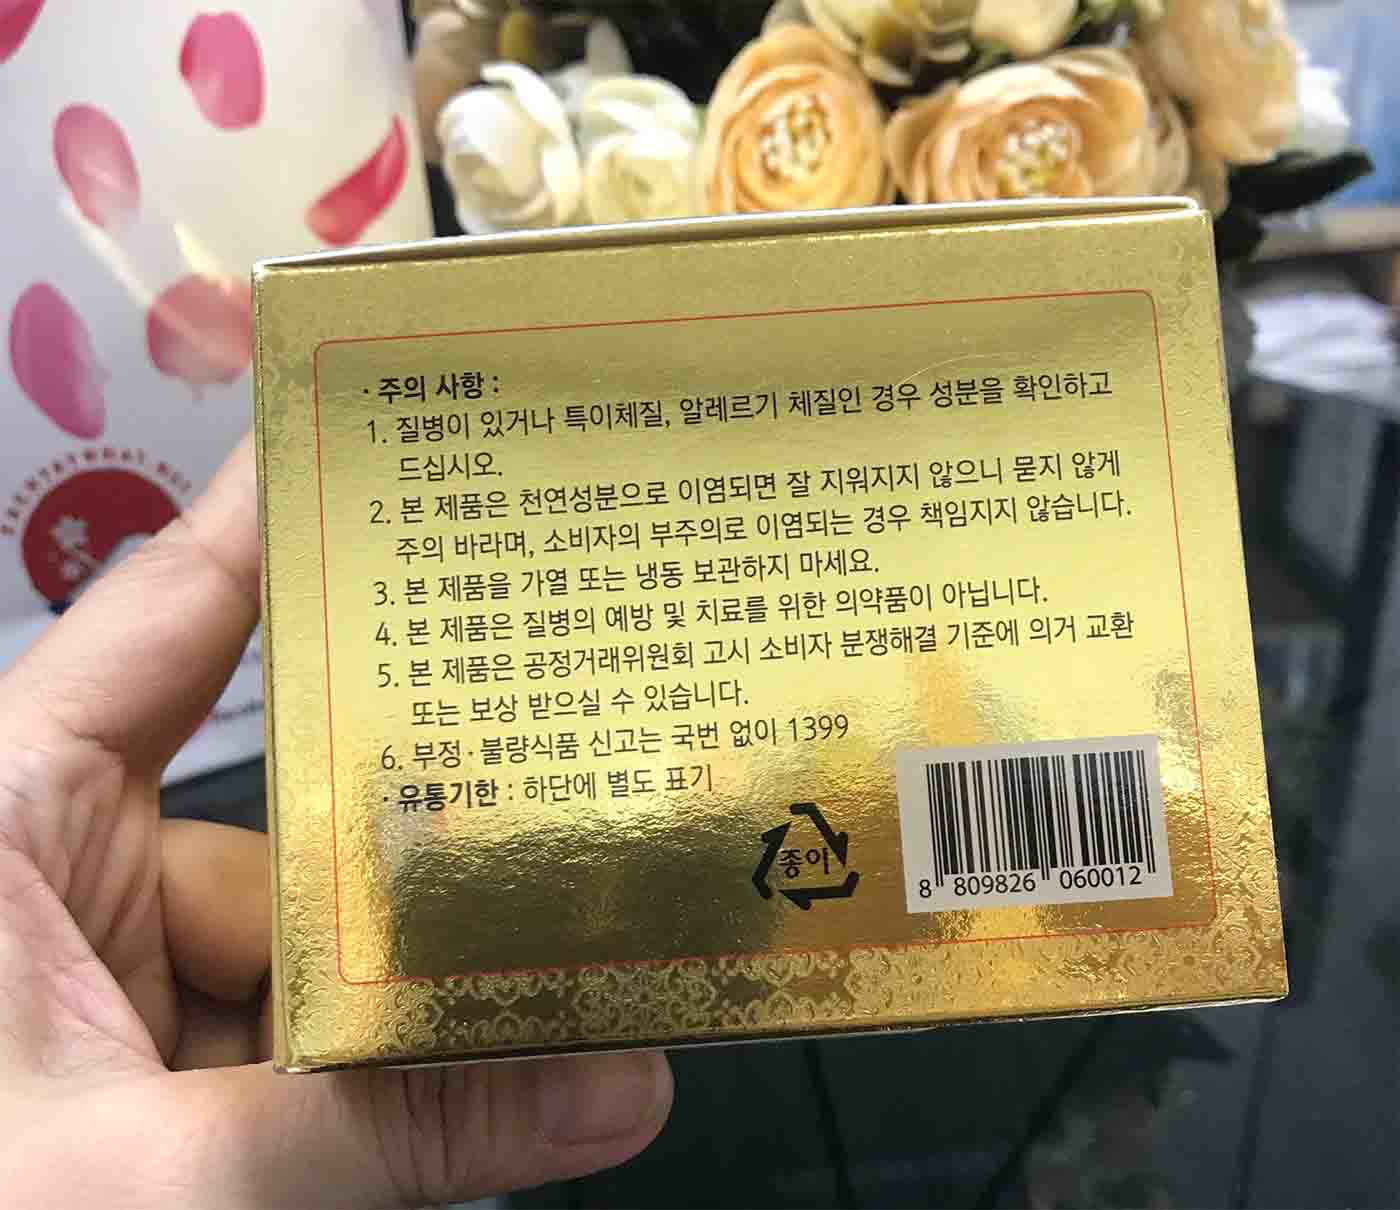 · 주의 사항 :
1. 질병이 있거나 특이체질, 알레르기 체질인 경우 성분을 확인하고
드십시오.
2. 본 제품은 천연성분으로 이염되면 잘 지워지지 않으니 묻지 않게
주의 바라며, 소비자의 부주의로 이염되는 경우 책임지지 않습니다.
3. 본 제품을 가열 또는 냉동 보관하지 마세요.
4. 본 제품은 질병의 예방 및 치료를 위한 의약품이 아닙니다.
5. 본 제품은 공정거래위원회 고시 소비자 분쟁해결 기준에 의거 교환
또는 보상 받으실 수 있습니다.
6. 부정·불량식품 신고는 국번 없이 1399
· 유통기한 : 하단에 별도 표기
종이
8 809826 060012